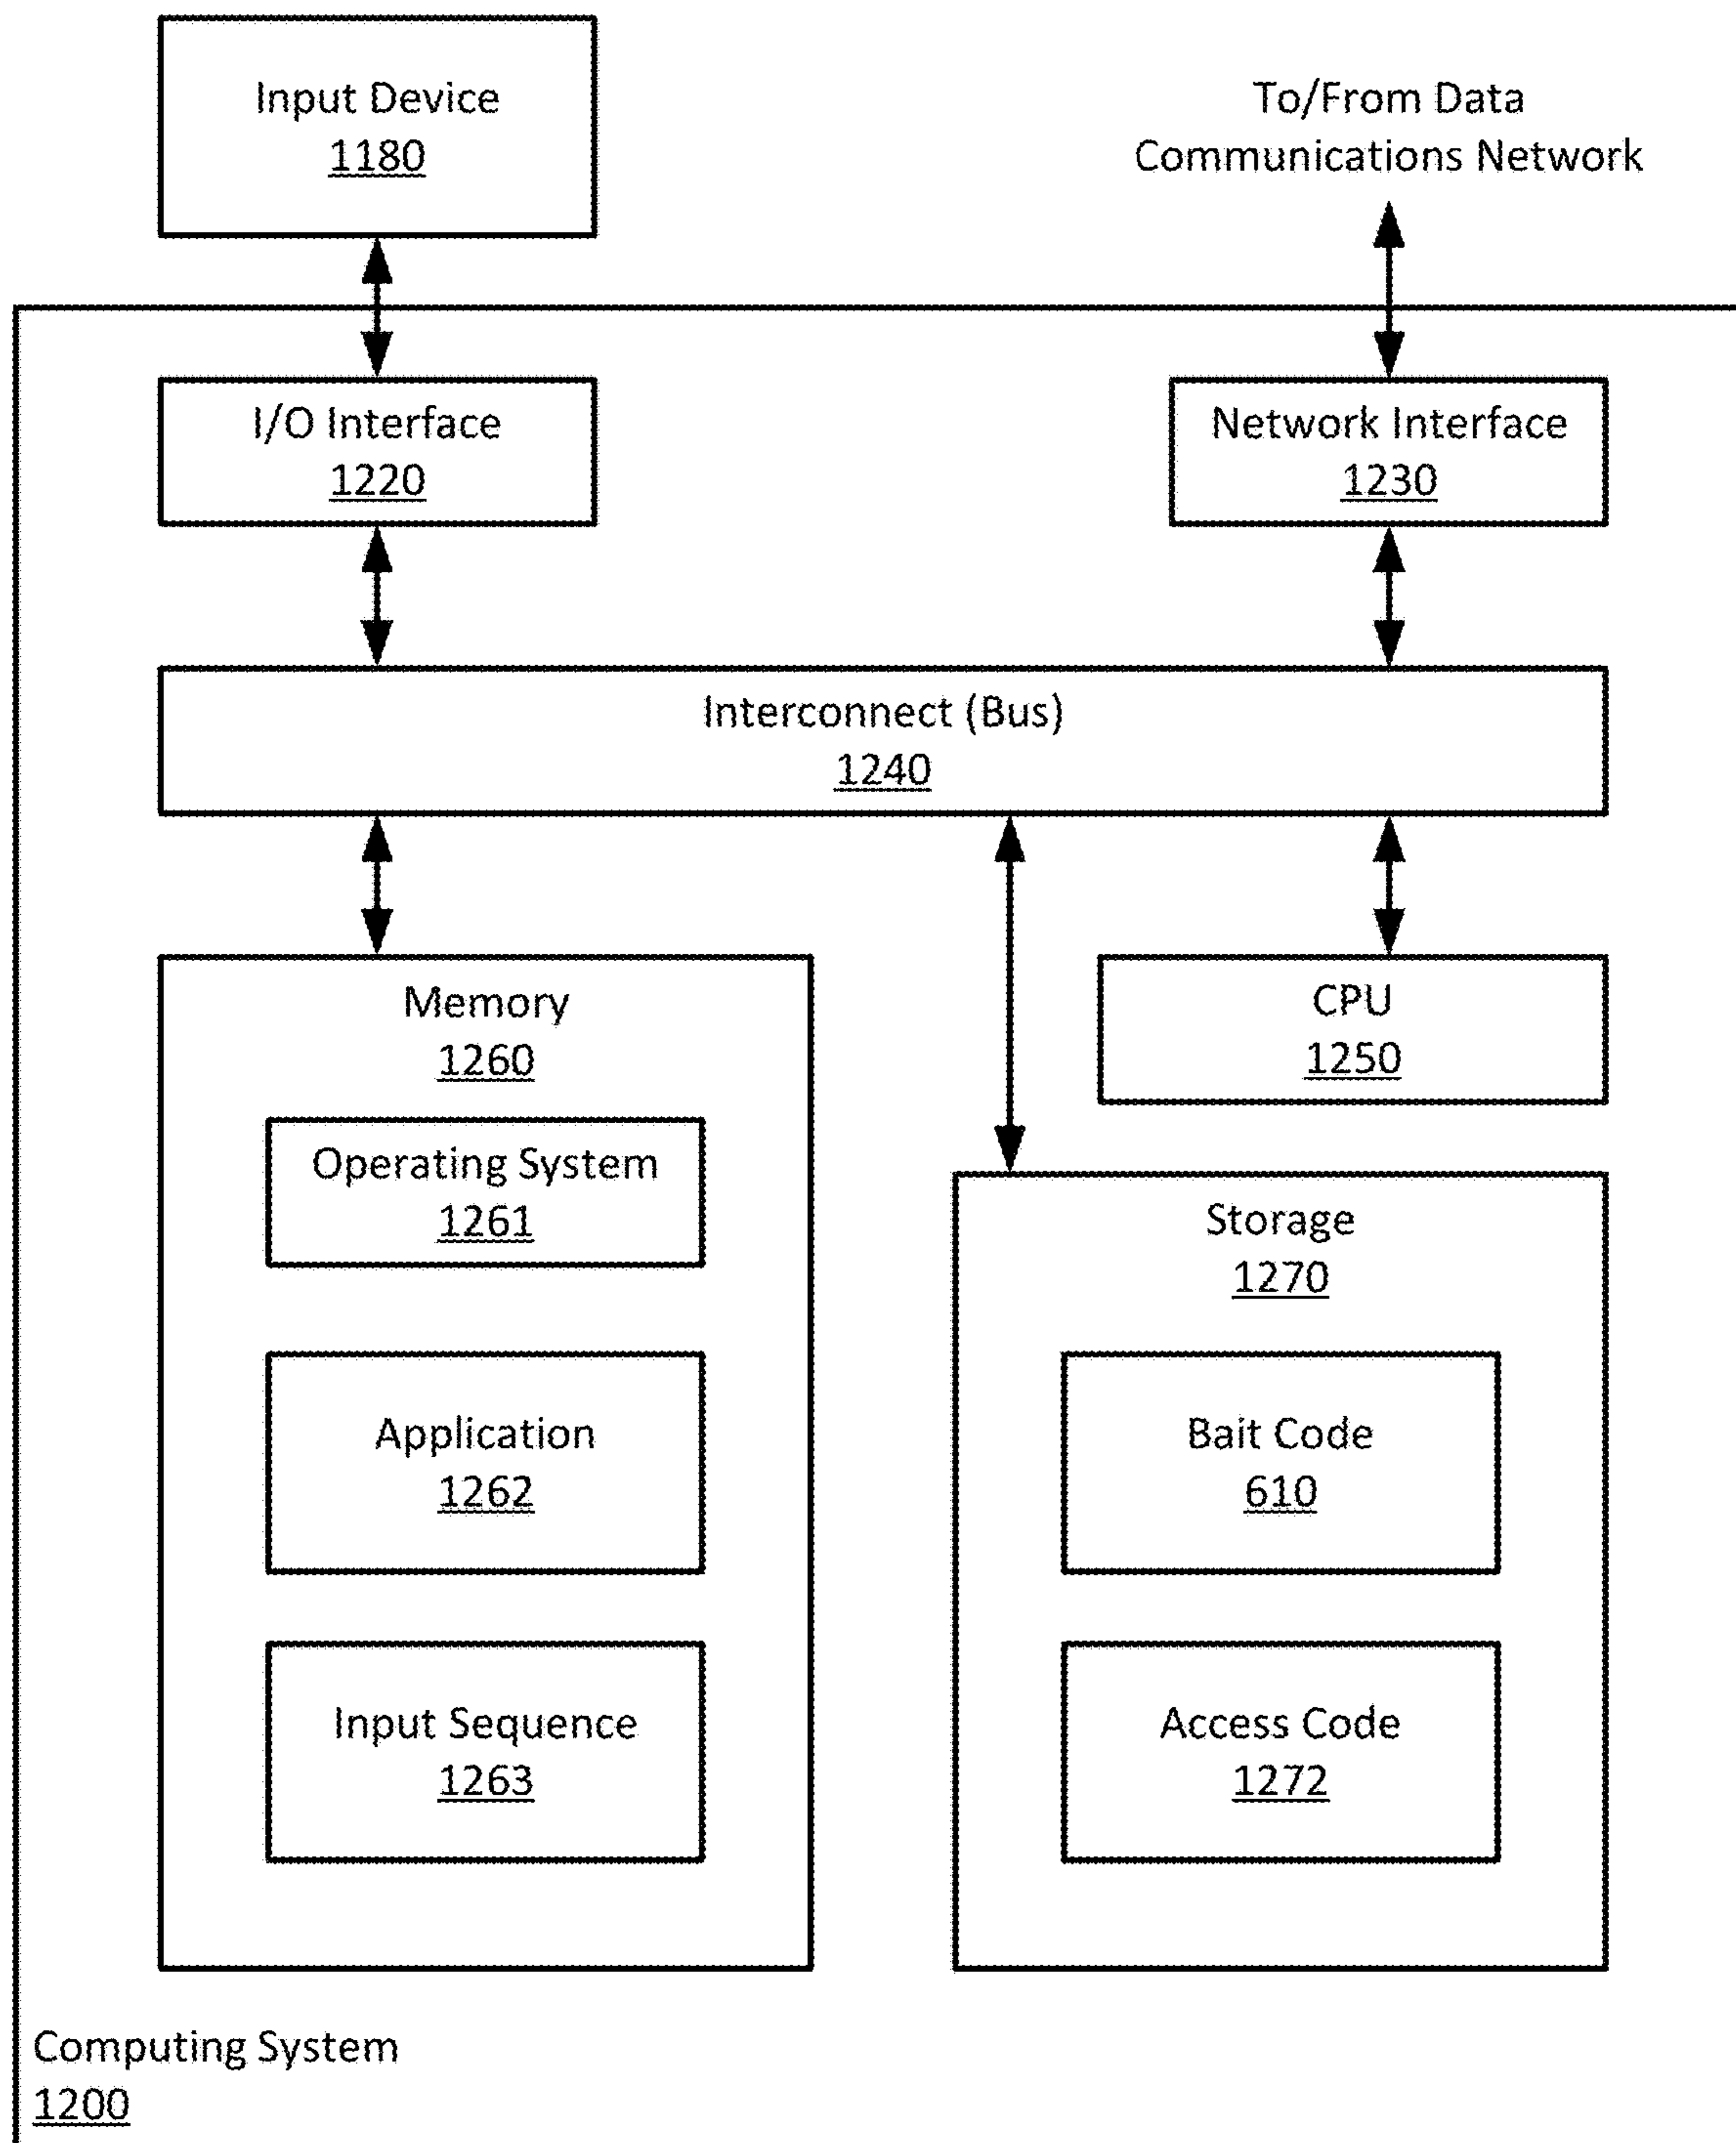 Input Device
1180
To/From Data
Communications Network
I/O Interface
1220
Network Interface
1230
Interconnect (Bus)
1240
Memory
1260
CPU
1250
Operating System
1261
Storage
1270
Application
1262
Bait Code
610
Input Sequence
1263
Access Code
1272
Computing System
1200